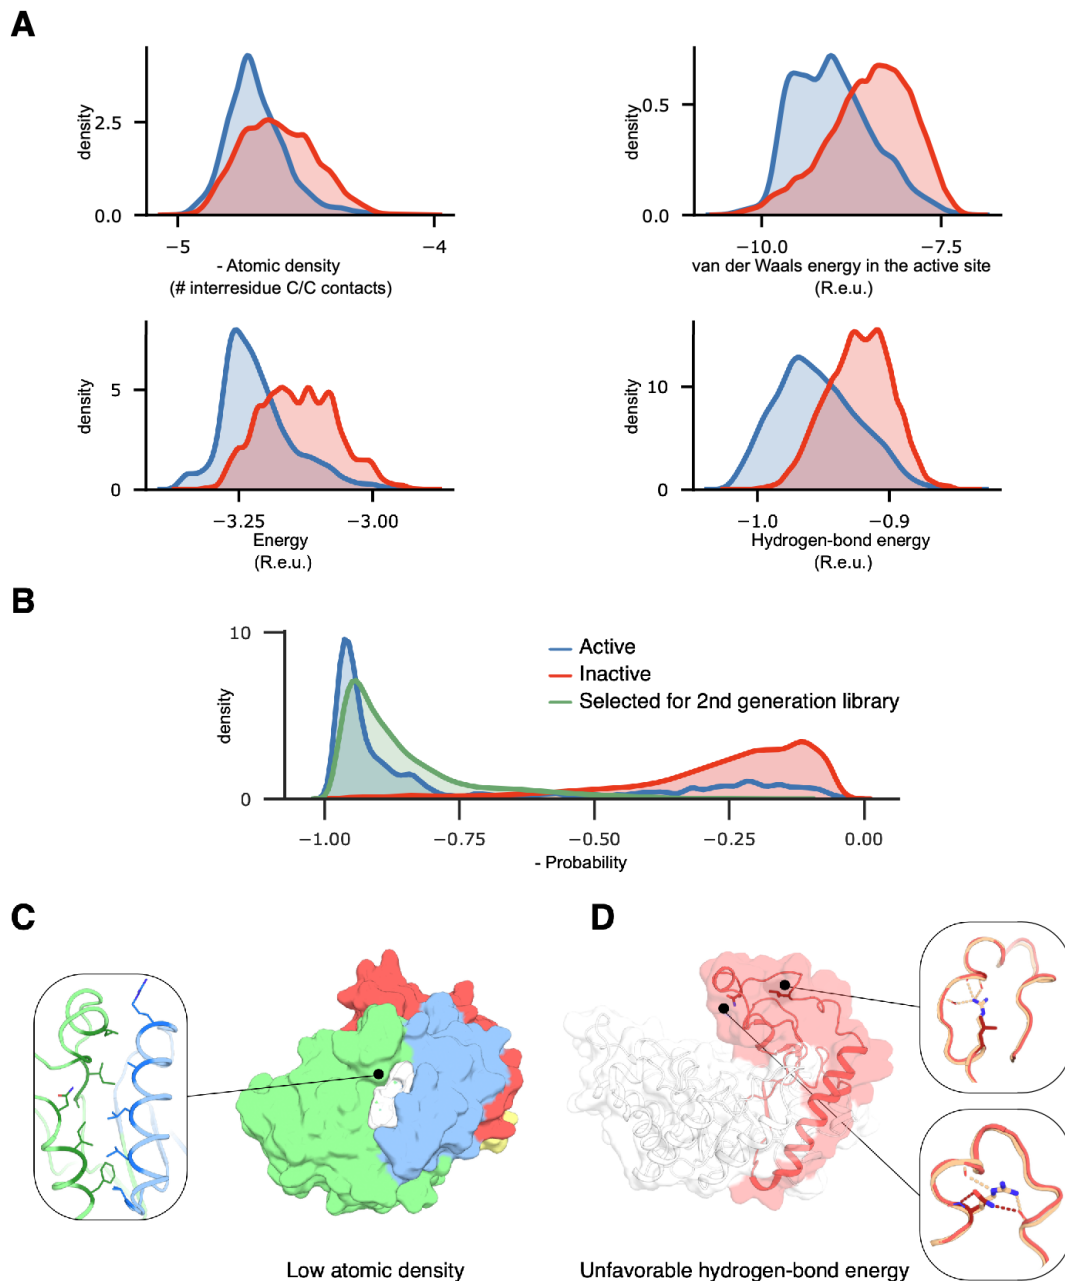 A
density
2.5
0.0
−5
−4
- Atomic density
(# interresidue C/C contacts)
density
0.5
0.0
−10.0
−7.5
van der Waals energy in the active site
(R.e.u.)
density
5
0
−3.25
−3.00
Energy
(R.e.u.)
density
10
0
−1.0
−0.9
Hydrogen-bond energy
(R.e.u.)
B
density
10
0
Active
Inactive
Selected for 2nd generation library
−1.00
−0.75
−0.50
−0.25
0.00
- Probability
C
D
Low atomic density
Unfavorable hydrogen-bond energy